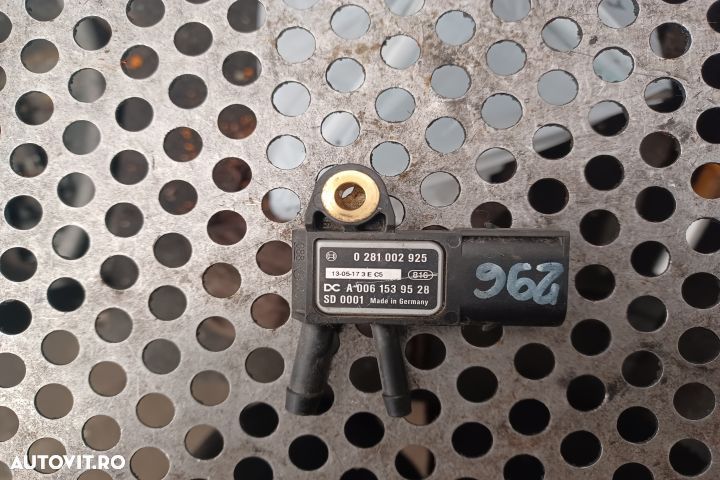 0 281 002 925
13-05-17 3 E C5 816
DC A 006 153 95 28
SD 0001 Made in Germany
296
AUTOVIT.RO